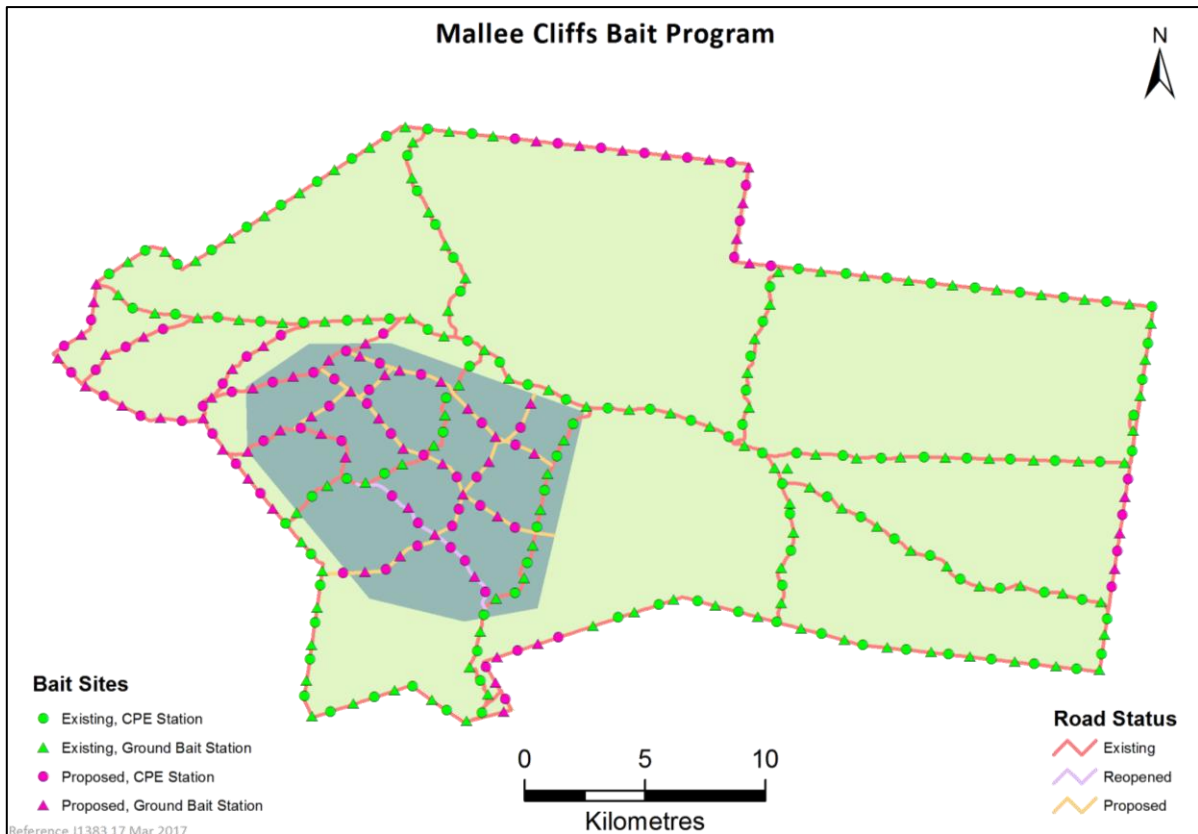 Mallee Cliffs Bait Program
N
Bait Sites
Existing, CPE Station
Existing, Ground Bait Station
Proposed, CPE Station
Proposed, Ground Bait Station
Reference J1383 17 Mar 2017
0 5 10
Kilometres
Road Status
Existing
Reopened
Proposed